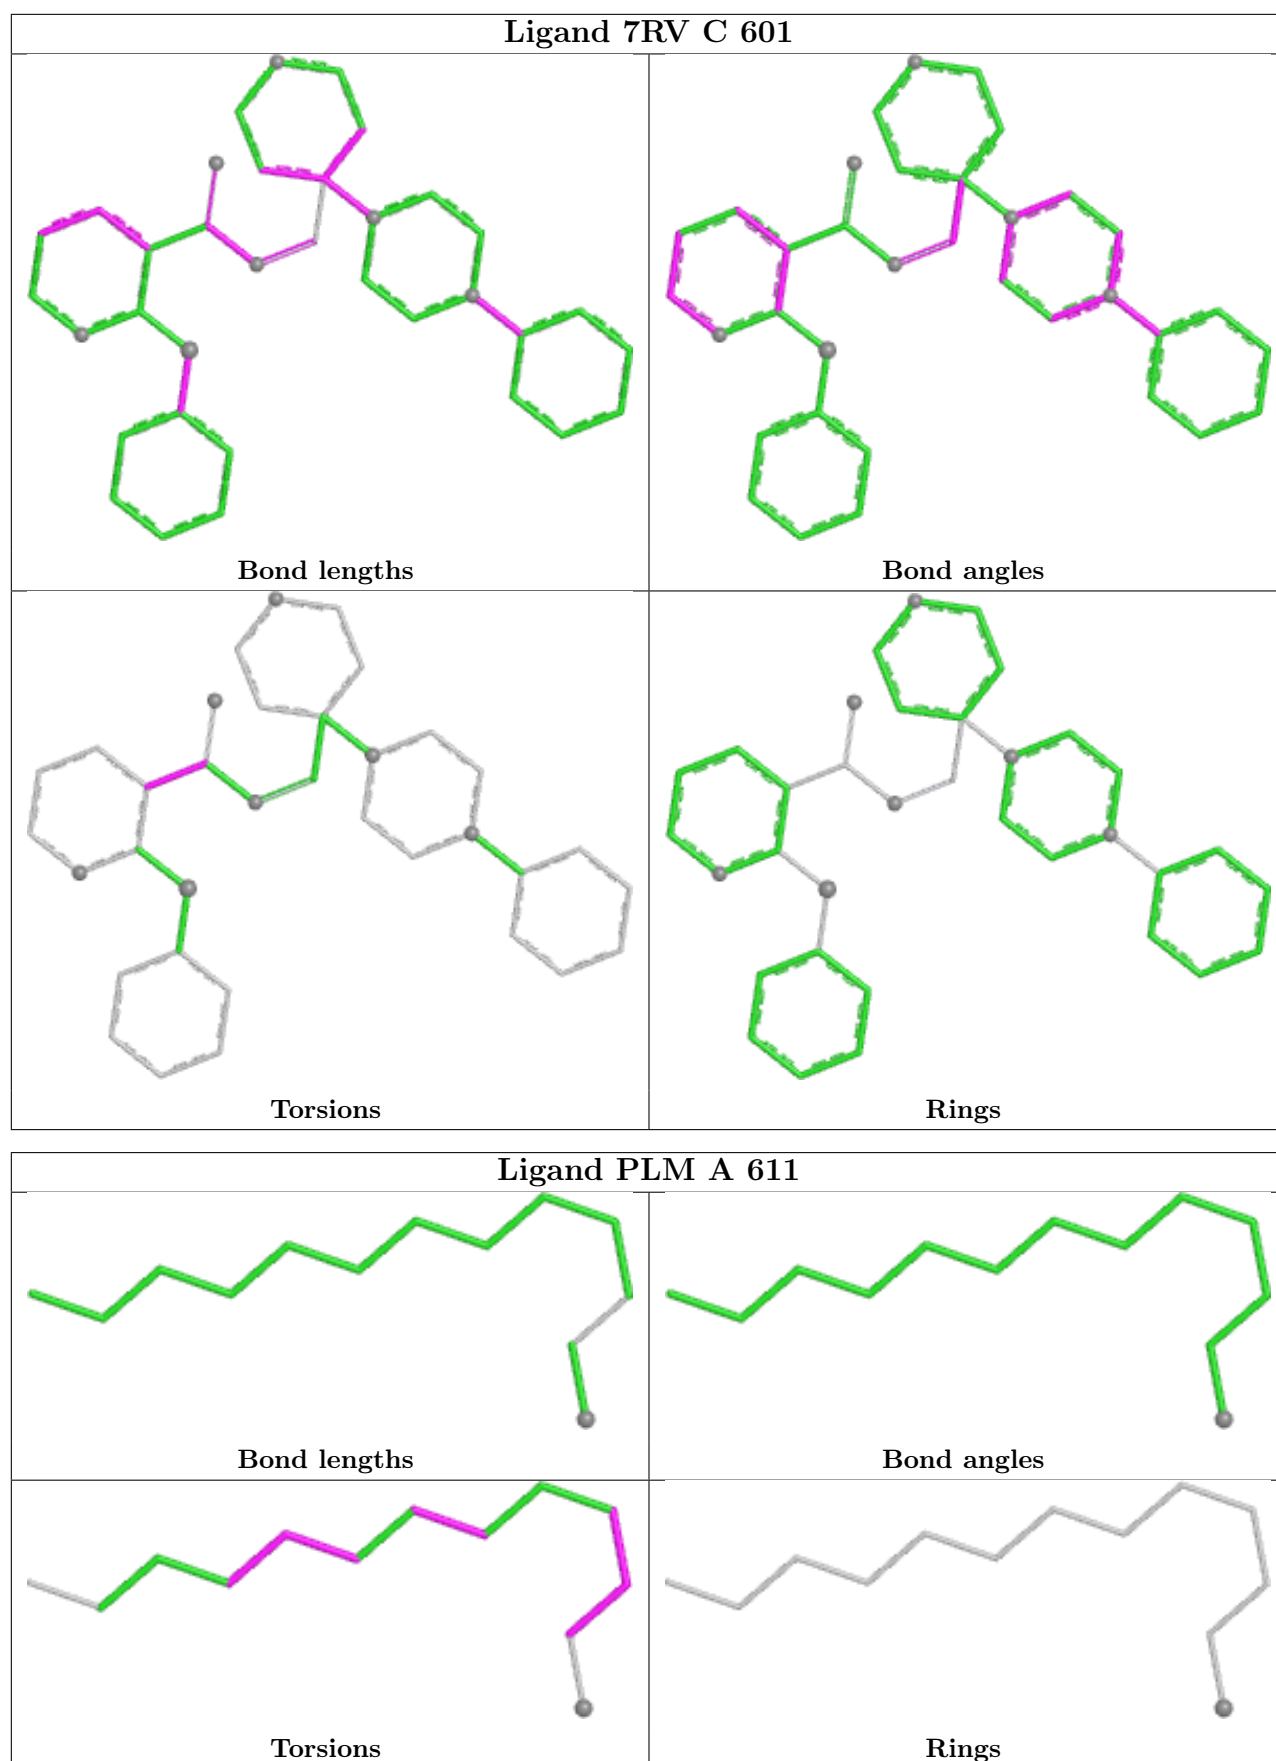 Ligand 7RV C 601
Bond lengths
Bond angles
Torsions
Rings
Ligand PLM A 611
Bond lengths
Bond angles
Torsions
Rings